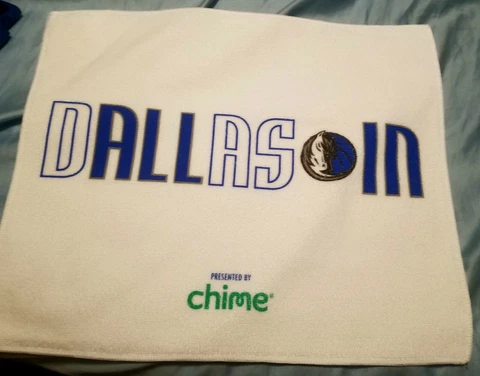 DALLAS IN
PRESENTED BY
chime®